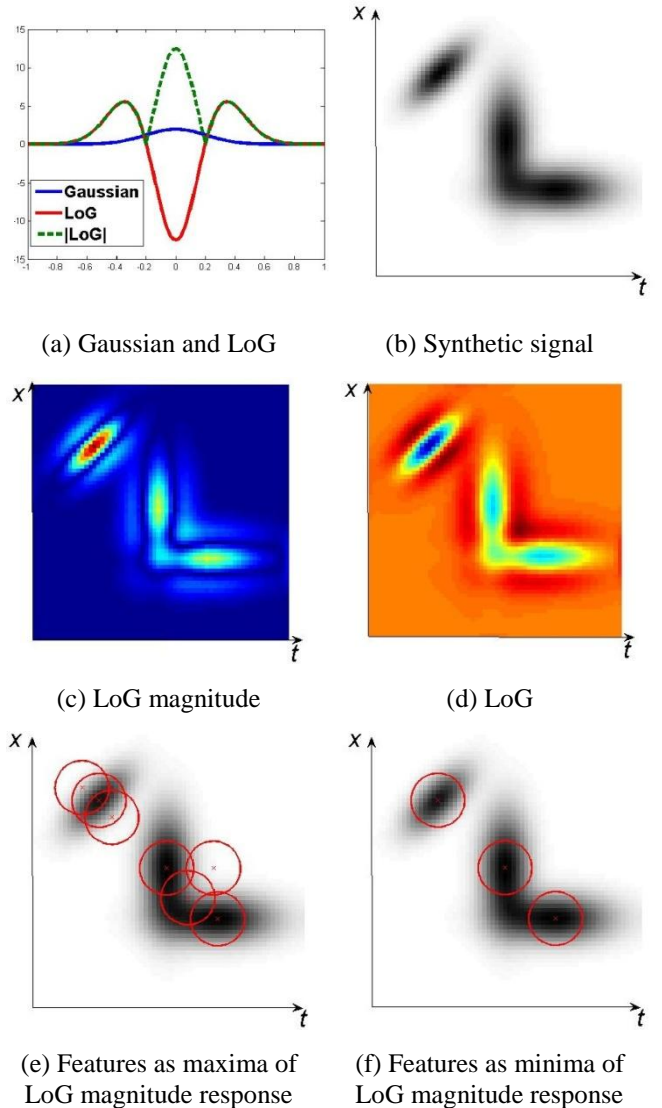 15
10
5
0
-5
-10
-15
Gaussian
LoG
|LoG|
-1 -0.8 -0.6 -0.4 -0.2 0 0.2 0.4 0.6 0.8 1
x
t
(a) Gaussian and LoG
(b) Synthetic signal
x
t
x
t
(c) LoG magnitude
(d) LoG
x
t
x
t
(e) Features as maxima of
LoG magnitude response
(f) Features as minima of
LoG magnitude response